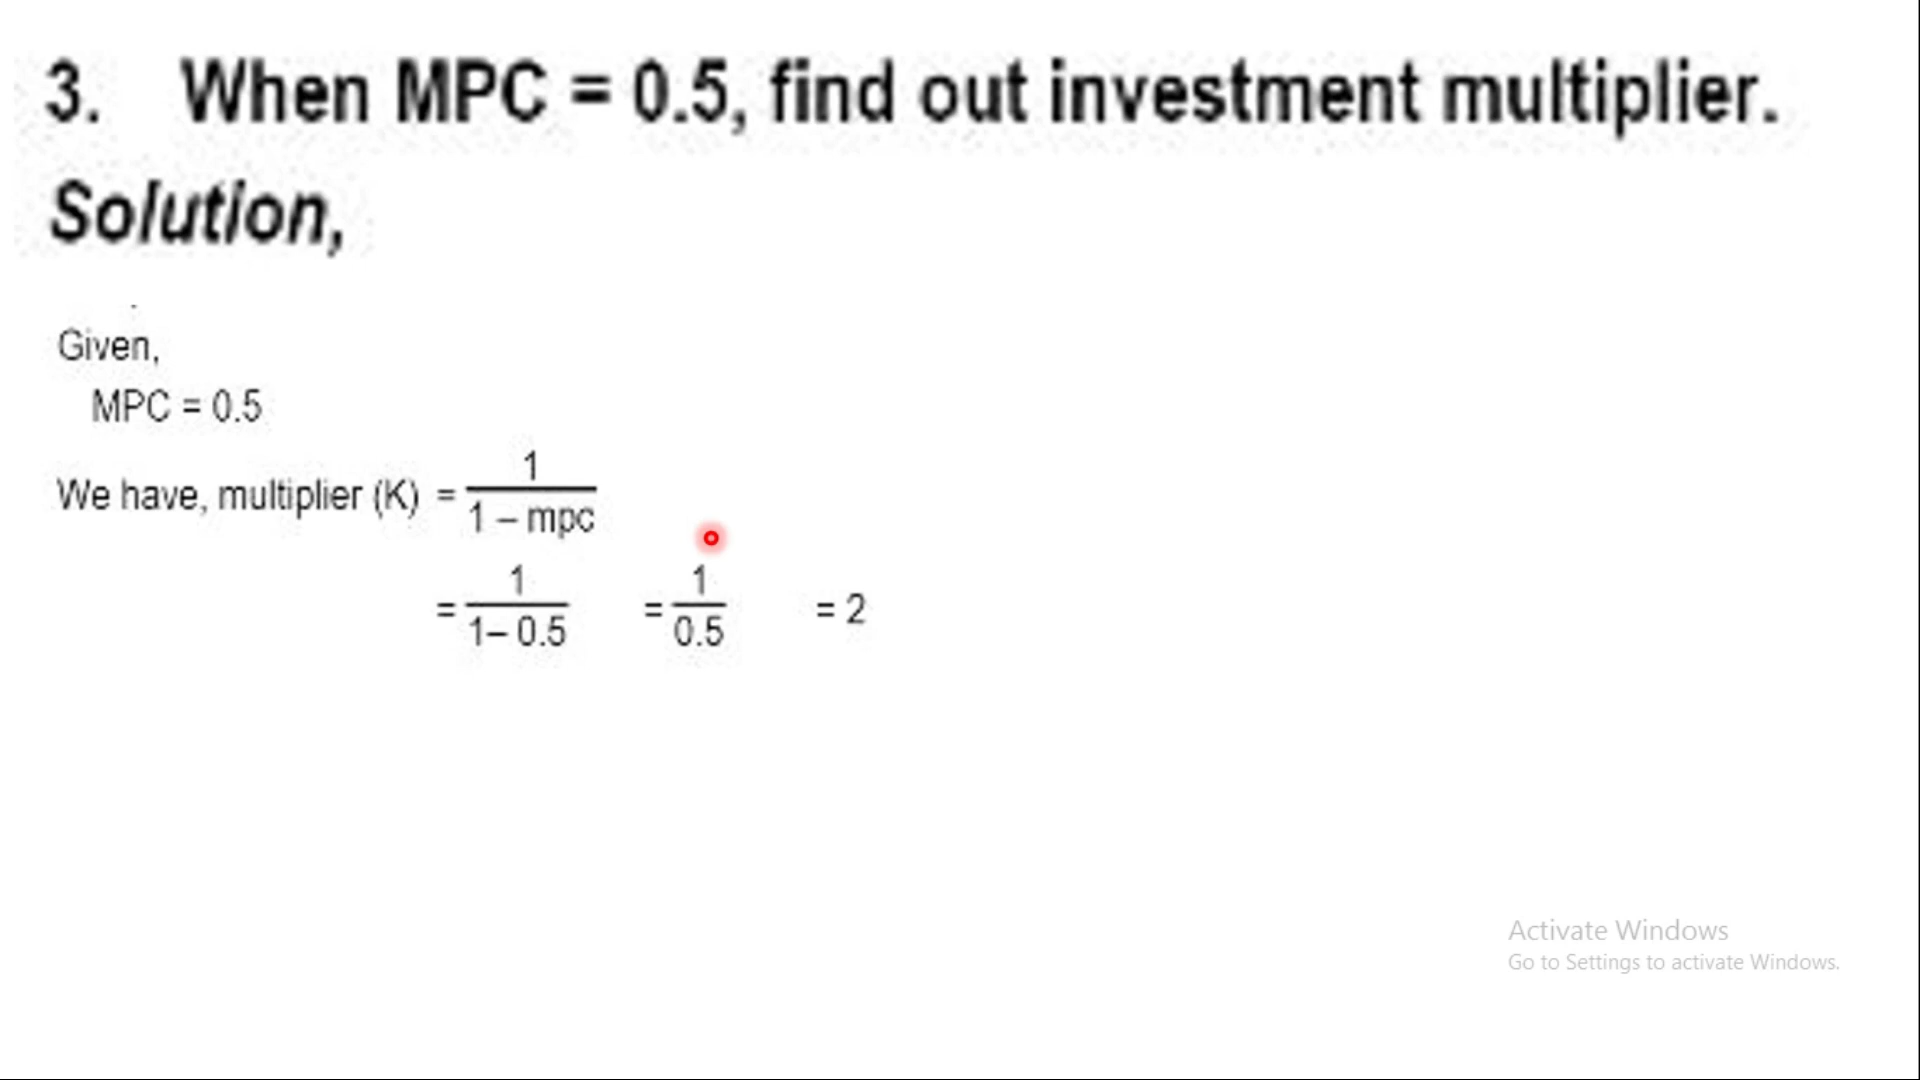 3. When MPC = 0.5, find out investment multiplier.
Solution,
Given,
MPC = 0.5
We have, multiplier (K) = 1 / 1 – mpc
= 1 / 1– 0.5 = 1 / 0.5 = 2
Activate Windows
Go to Settings to activate Windows.